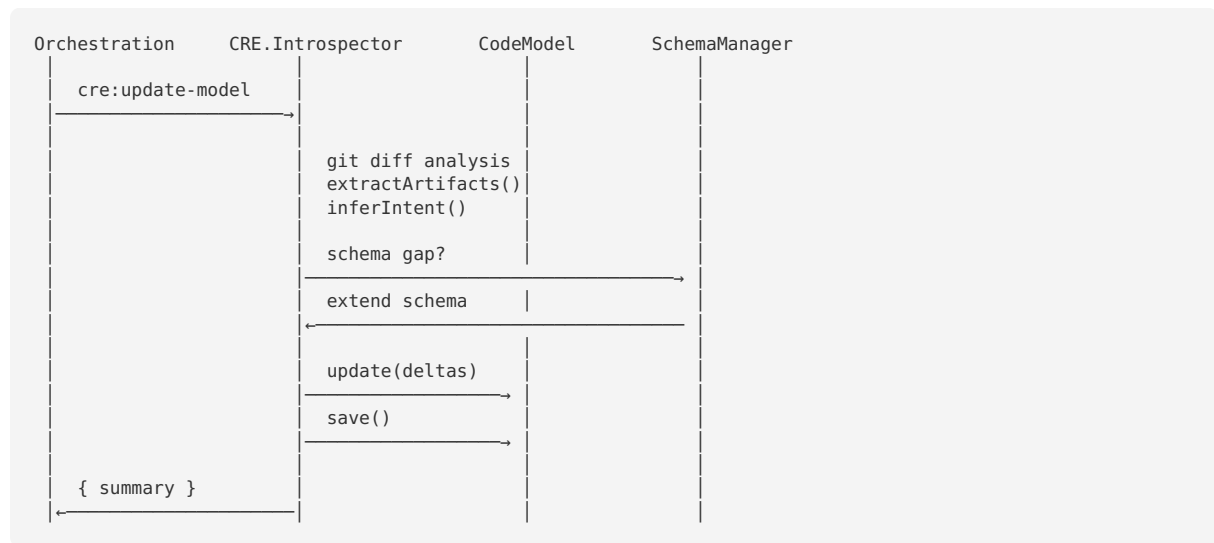 Orchestration CRE.Introspector CodeModel SchemaManager
cre:update-model
git diff analysis
extractArtifacts()
inferIntent()
schema gap?
extend schema
update(deltas)
save()
{ summary }